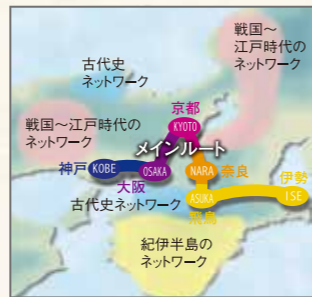 戦国～
江戸時代の
ネットワーク
古代史
ネットワーク
京都
KYOTO
戦国～江戸時代の
ネットワーク
メインルート
神戸 KOBE
OSAKA
大阪
NARA 奈良
伊勢
ISE
古代史ネットワーク
ASUKA
飛鳥
紀伊半島の
ネットワーク